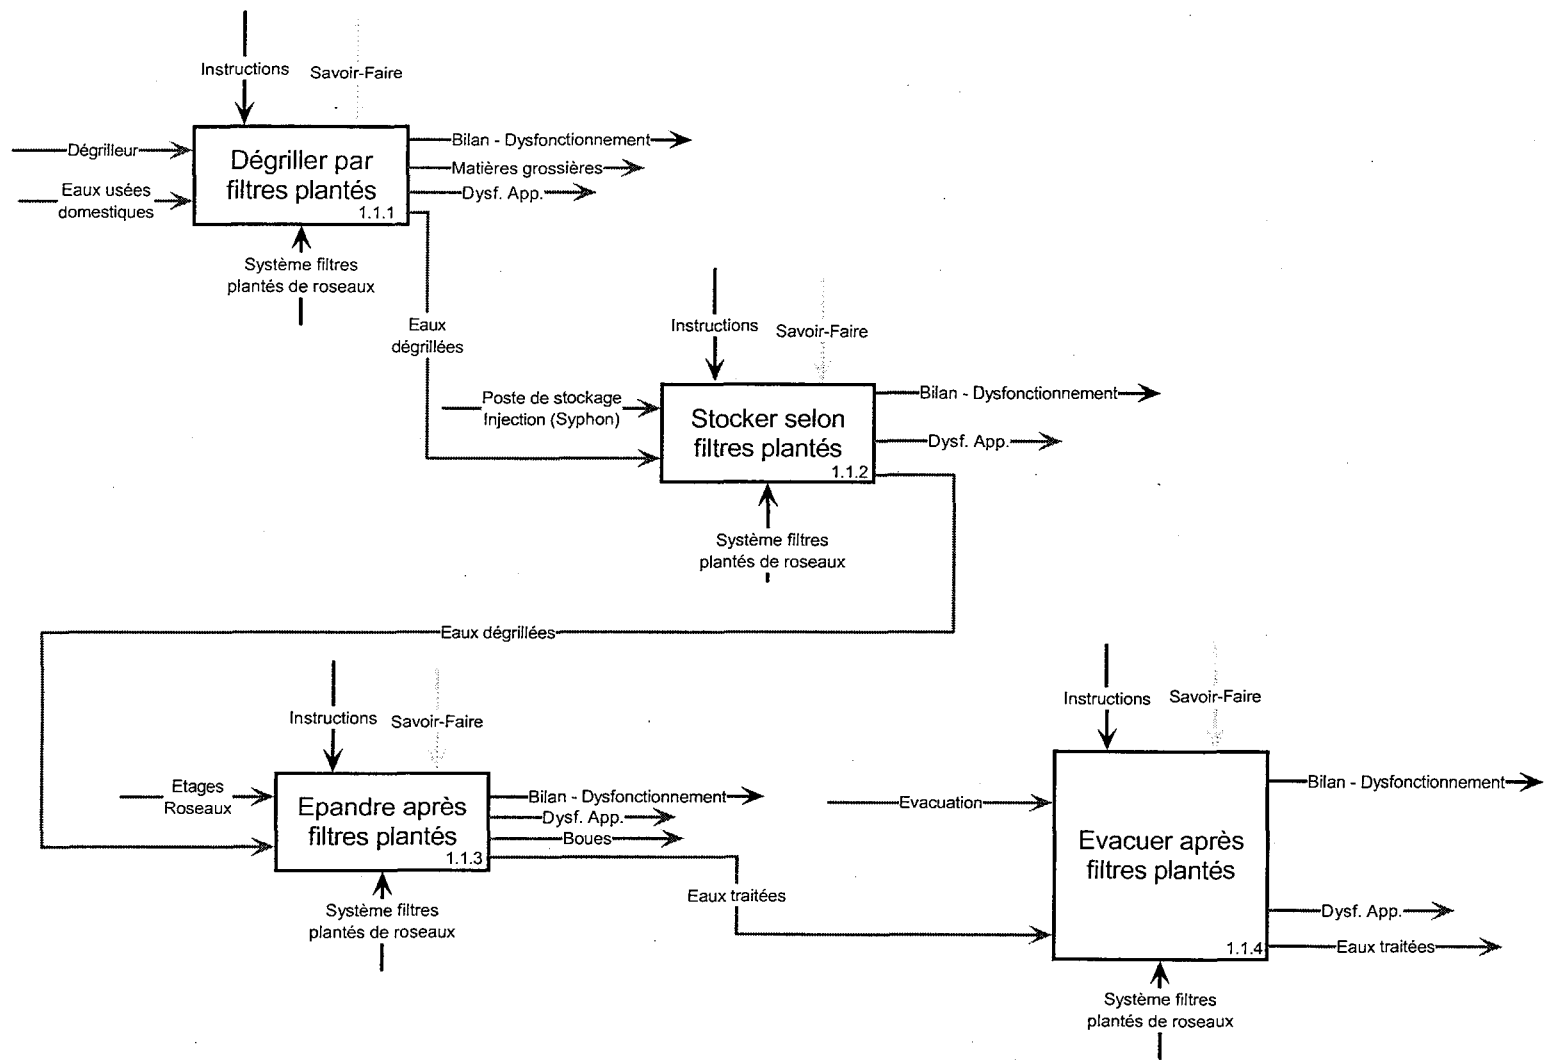 Instructions
Savoir-Faire
Dégrilleur
Eaux usées
domestiques
Dégriller par
filtres plantés
1.1.1
Bilan - Dysfonctionnement
Matières grossières
Dysf. App.
Système filtres
plantés de roseaux
Eaux
dégrillées
Instructions
Savoir-Faire
Poste de stockage
Injection (Syphon)
Stocker selon
filtres plantés
1.1.2
Bilan - Dysfonctionnement
Dysf. App.
Système filtres
plantés de roseaux
Eaux dégrillées
Instructions
Savoir-Faire
Etages
Roseaux
Epandre après
filtres plantés
1.1.3
Bilan - Dysfonctionnement
Dysf. App.
Boues
Eaux traitées
Système filtres
plantés de roseaux
Instructions
Savoir-Faire
Evacuation
Evacuer après
filtres plantés
1.1.4
Bilan - Dysfonctionnement
Dysf. App.
Eaux traitées
Système filtres
plantés de roseaux